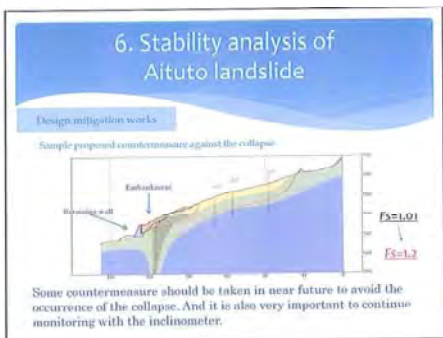 6. Stability analysis of
Aituto landslide
Design mitigation works
Sample proposed countermeasure against the collapse
Embankment
Retaining wall
FS=1.01
FS=1.2
Some countermeasure should be taken in near future to avoid the
occurrence of the collapse. And it is also very important to continue
monitoring with the inclinometer.